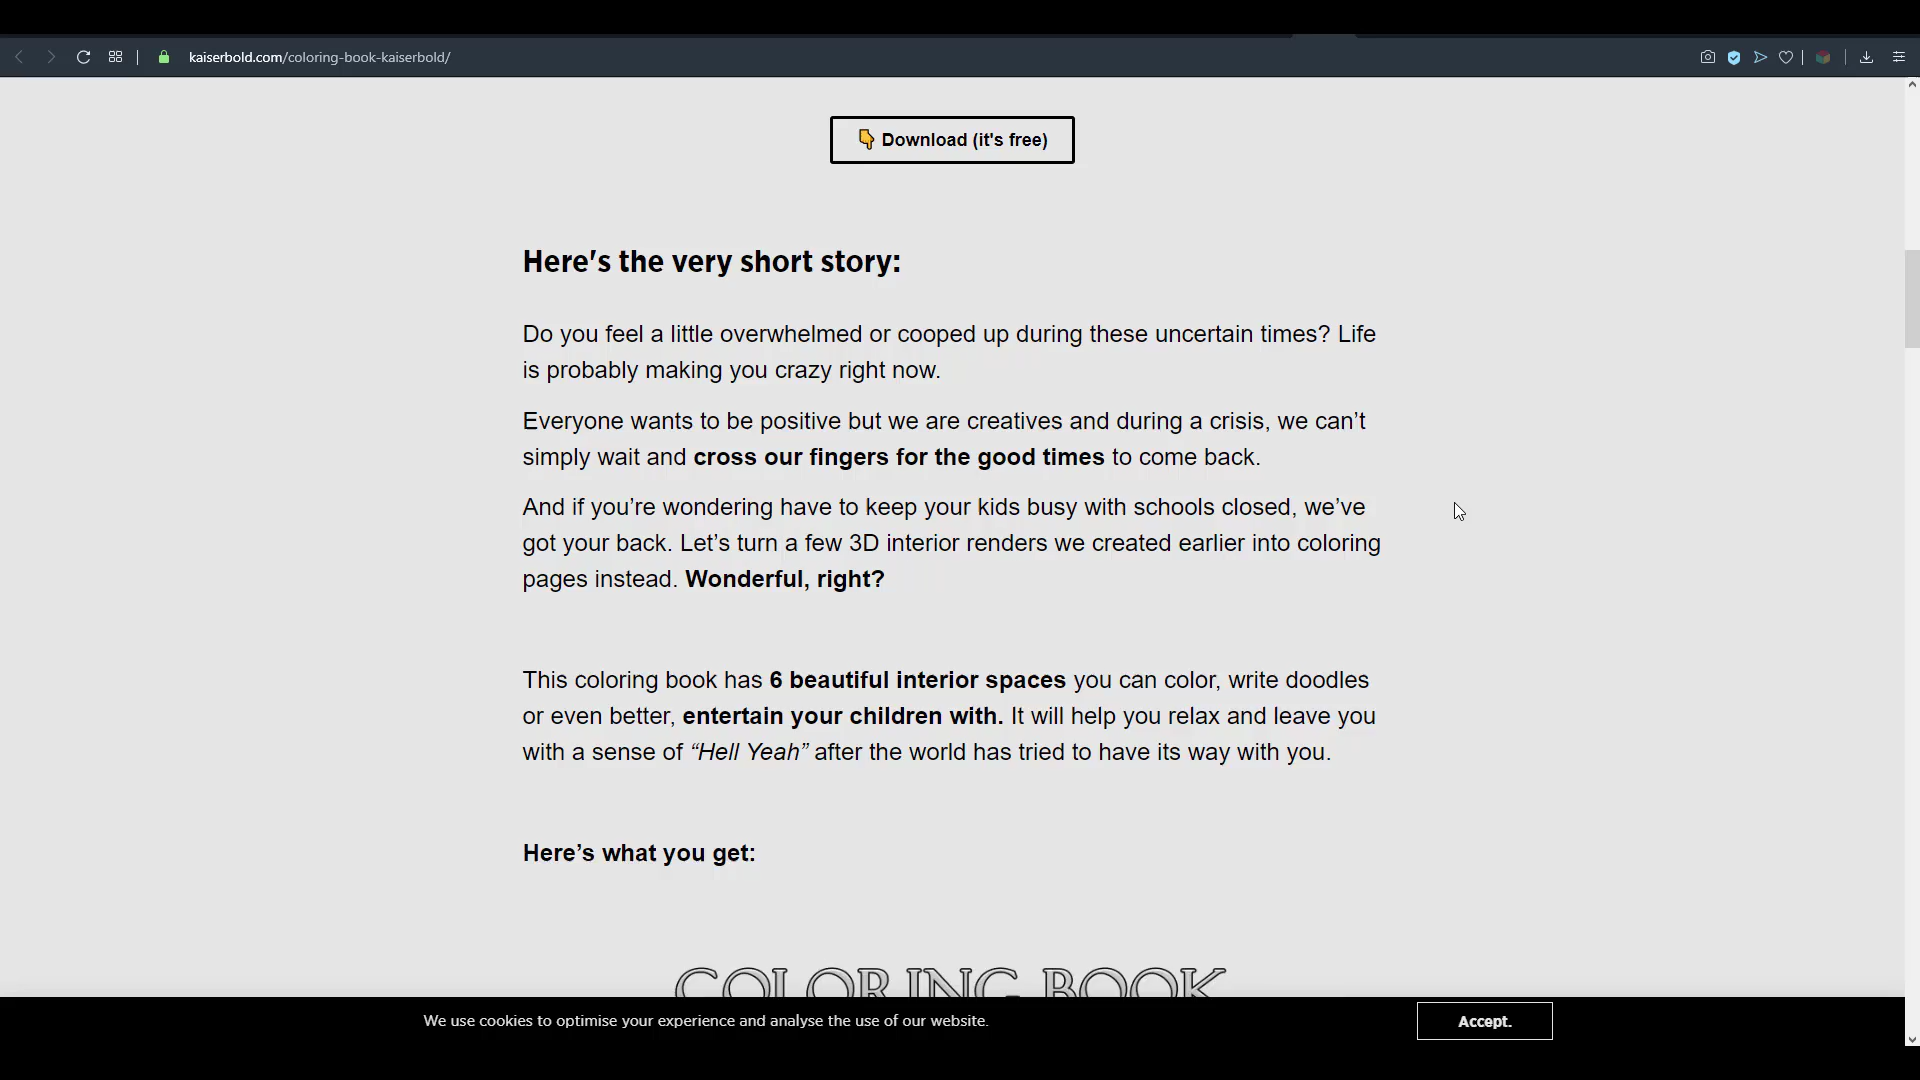 kaiserbold.com/coloring-book-kaiserbold/
👇 Download (it's free)
Here's the very short story:
Do you feel a little overwhelmed or cooped up during these uncertain times? Life
is probably making you crazy right now.
Everyone wants to be positive but we are creatives and during a crisis, we can’t
simply wait and cross our fingers for the good times to come back.
And if you’re wondering have to keep your kids busy with schools closed, we’ve
got your back. Let’s turn a few 3D interior renders we created earlier into coloring
pages instead. Wonderful, right?
This coloring book has 6 beautiful interior spaces you can color, write doodles
or even better, entertain your children with. It will help you relax and leave you
with a sense of “Hell Yeah” after the world has tried to have its way with you.
Here’s what you get:
COLORING BOOK
We use cookies to optimise your experience and analyse the use of our website.
Accept.